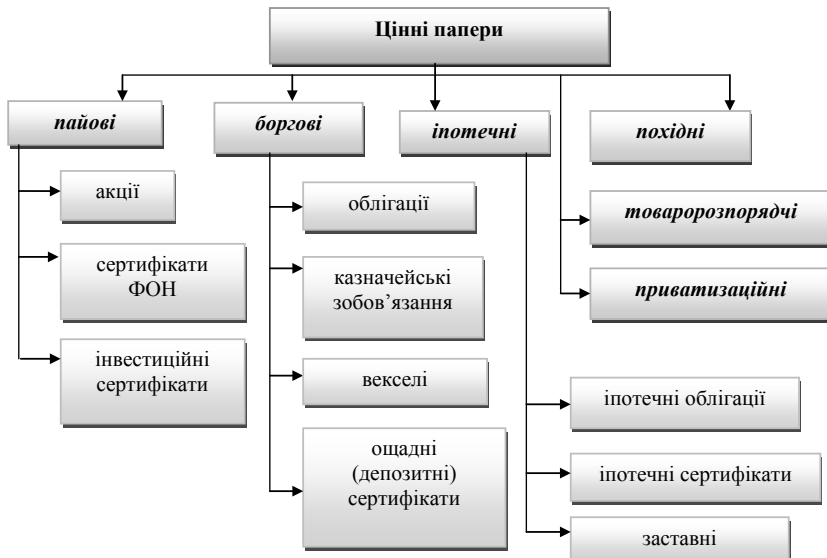 Цінні папери
пайові
боргові
іпотечні
похідні
акції
облігації
товаророзпорядчі
сертифікати
ФОН
казначейські
зобов’язання
приватизаційні
інвестиційні
сертифікати
векселі
іпотечні облігації
ощадні
(депозитні)
сертифікати
іпотечні сертифікати
заставні